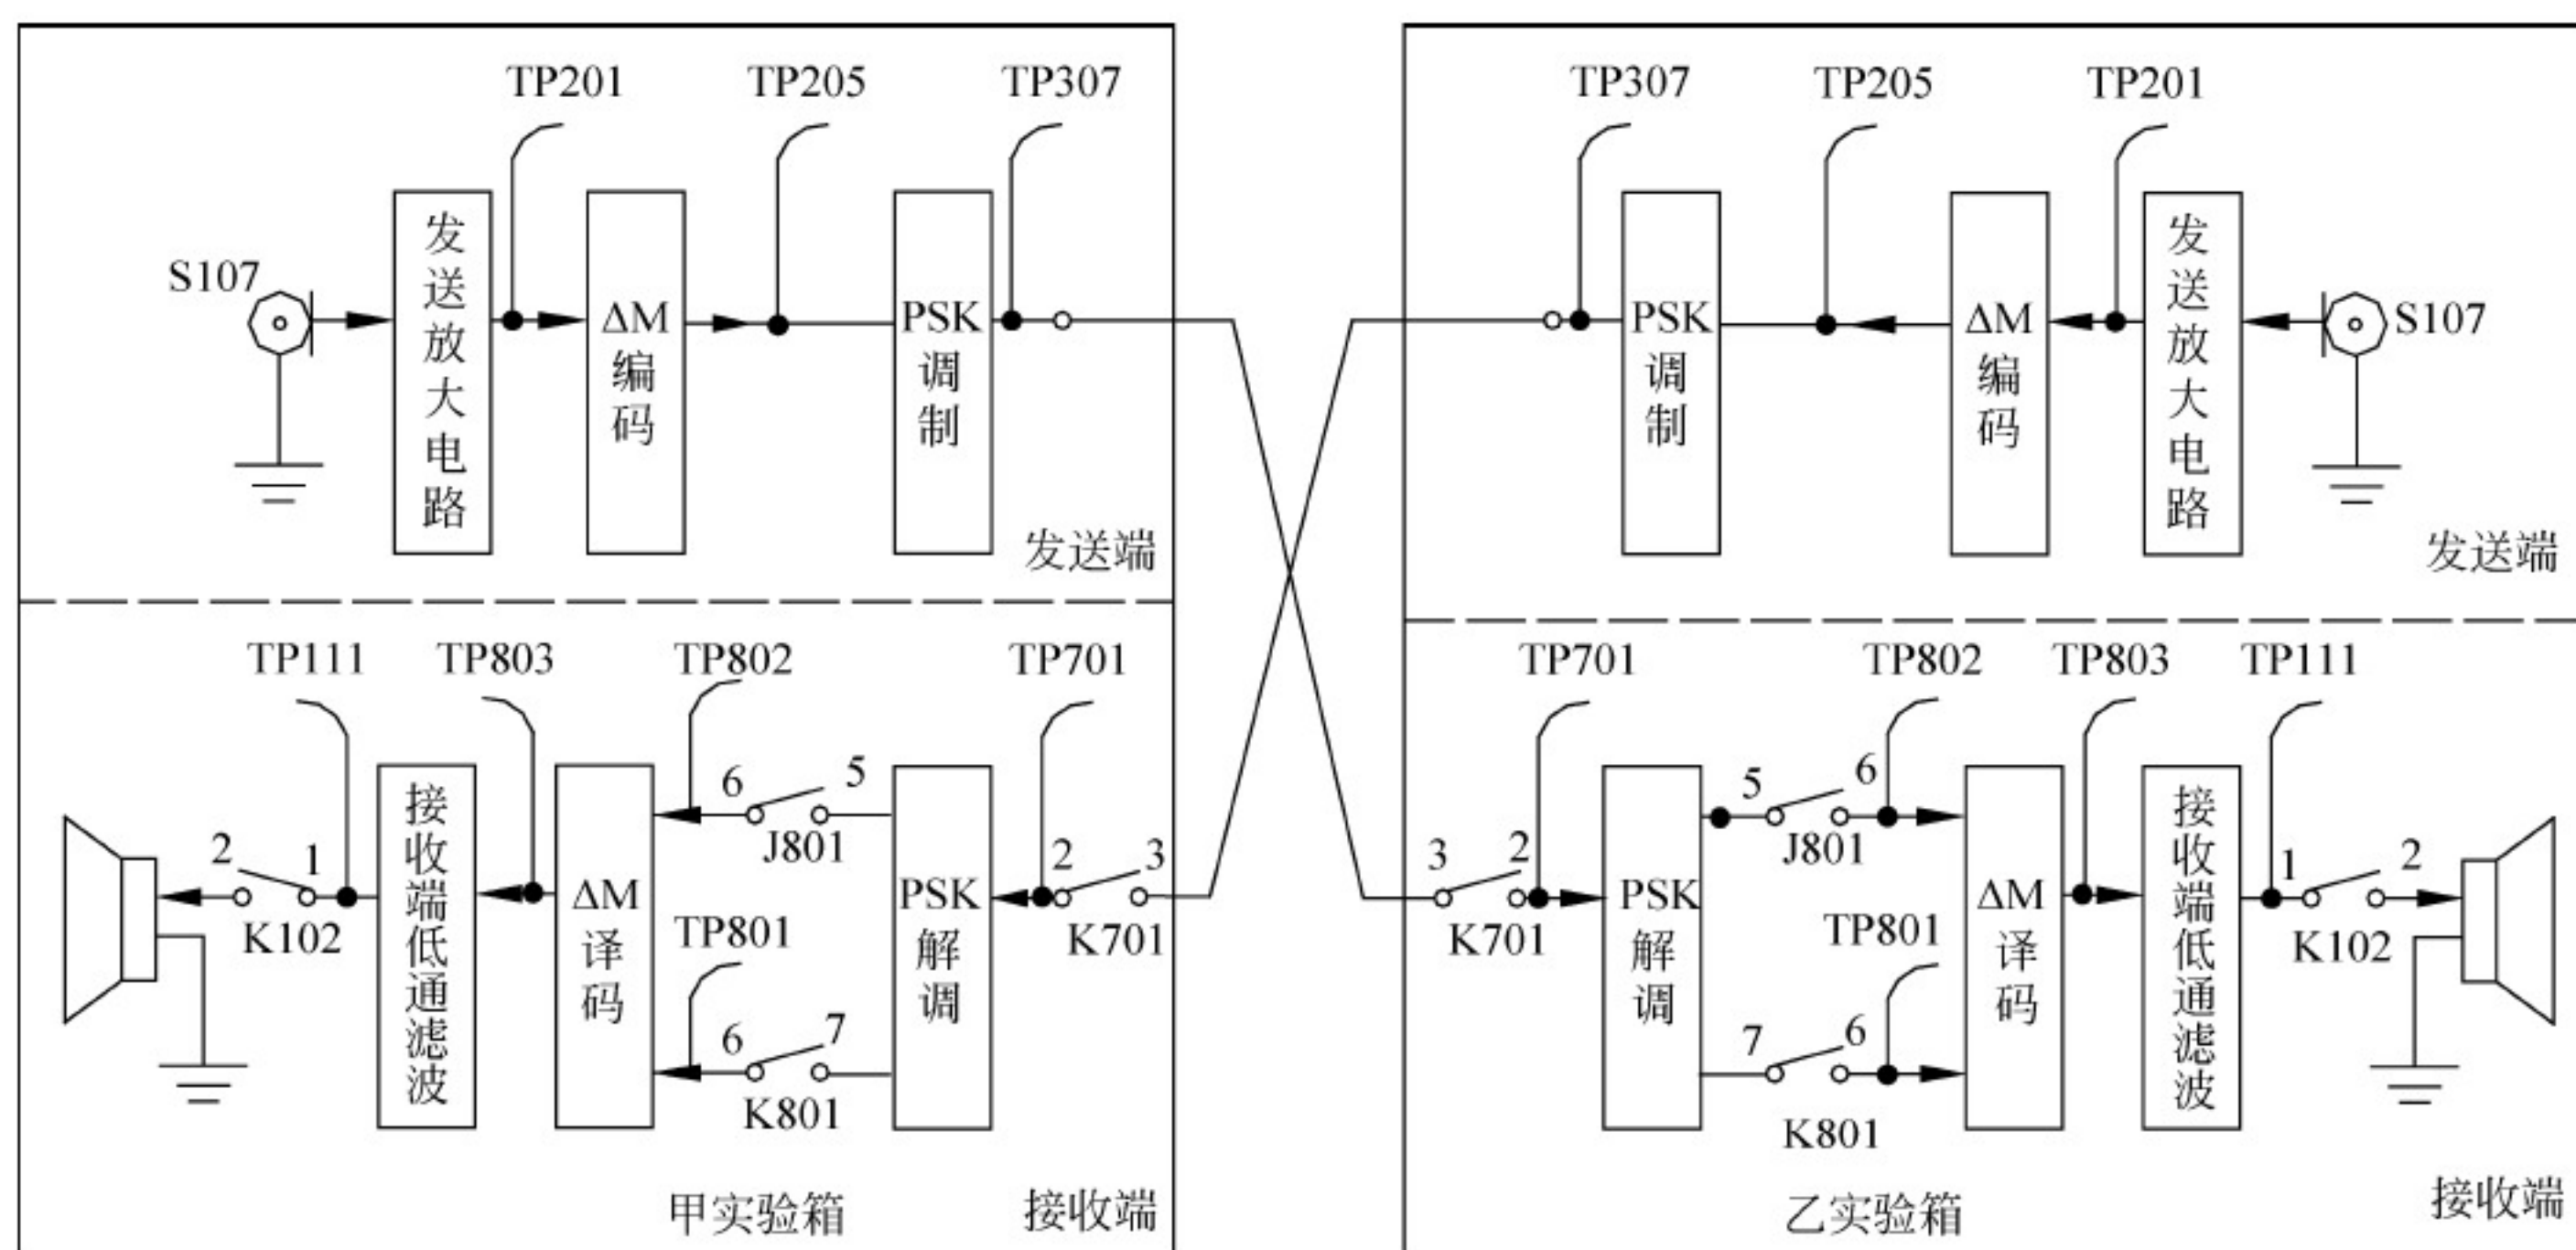 TP201 TP205 TP307
S107
发送放大电路
ΔM编码
PSK调制
发送端
TP307 TP205 TP201
PSK调制
ΔM编码
发送放大电路
S107
发送端
TP111 TP803 TP802 TP701
2 1
K102
接收端低通滤波
ΔM译码
6 5
J801
TP801
6 7
K801
PSK解调
2 3
K701
甲实验箱 接收端
TP701 TP802 TP803 TP111
3 2
K701
PSK解调
5 6
J801
TP801
7 6
K801
ΔM译码
接收端低通滤波
1 2
K102
乙实验箱 接收端